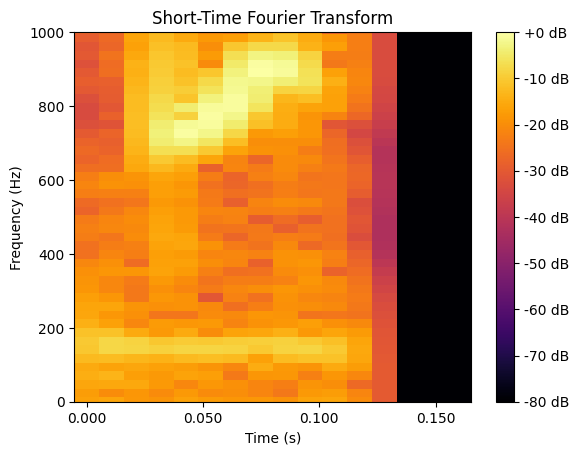 Short-Time Fourier Transform
Frequency (Hz)
1000
800
600
400
200
0
0.000 0.050 0.100 0.150
Time (s)
+0 dB
-10 dB
-20 dB
-30 dB
-40 dB
-50 dB
-60 dB
-70 dB
-80 dB